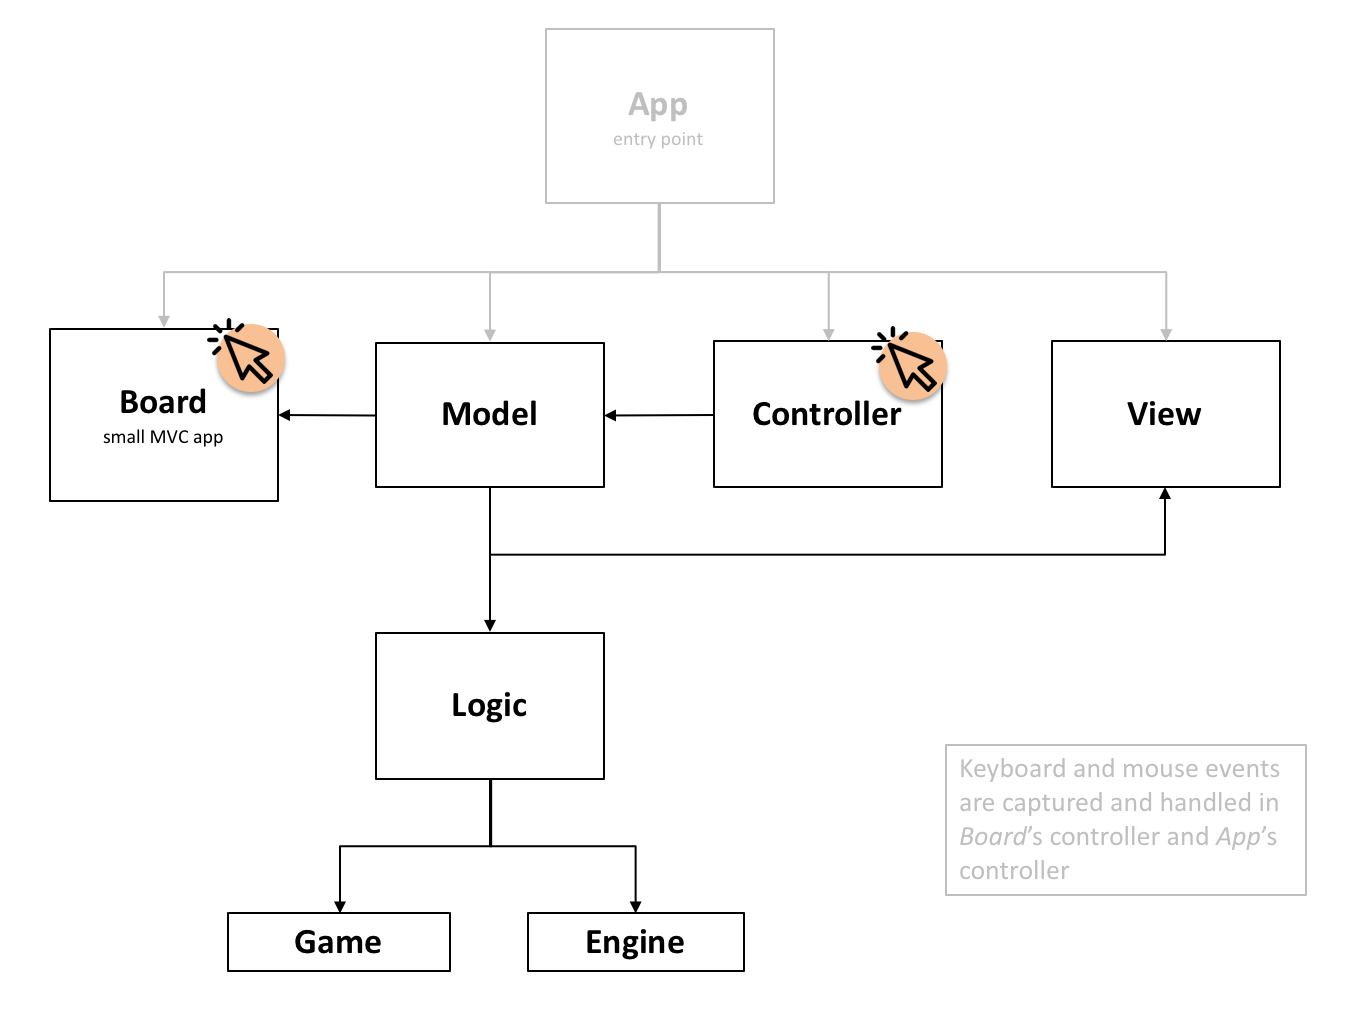 App
entry point
Board
small MVC app
Model
Controller
View
Logic
Keyboard and mouse events
are captured and handled in
Board's controller and App's
controller
Game
Engine